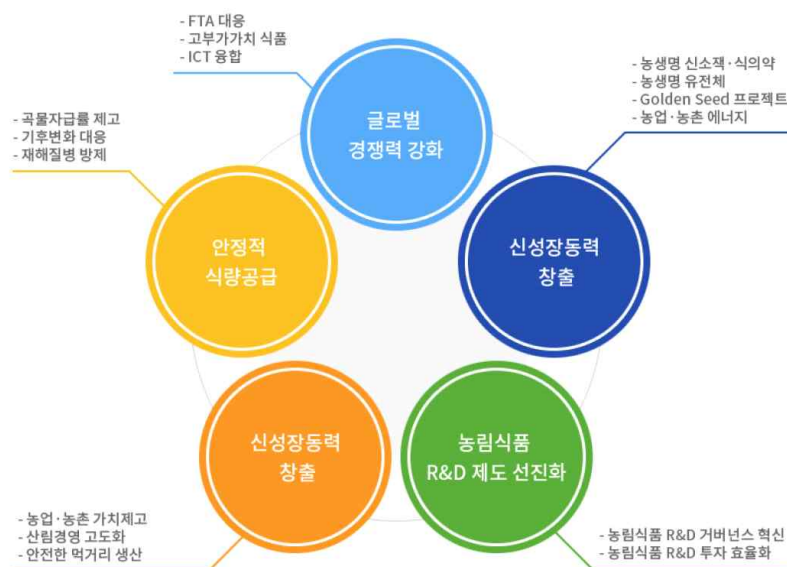 - FTA 대응
- 고부가가치 식품
- ICT 융합
글로벌
경쟁력 강화
- 농생명 신소잭·식의약
- 농생명 유전체
- Golden Seed 프로젝트
- 농업·농촌 에너지
신성장동력
창출
- 곡물자급률 제고
- 기후변화 대응
- 재해질병 방제
안정적
식량공급
신성장동력
창출
- 농업·농촌 가치제고
- 산림경영 고도화
- 안전한 먹거리 생산
농림식품
R&D 제도 선진화
- 농림식품 R&D 거버넌스 혁신
- 농림식품 R&D 투자 효율화